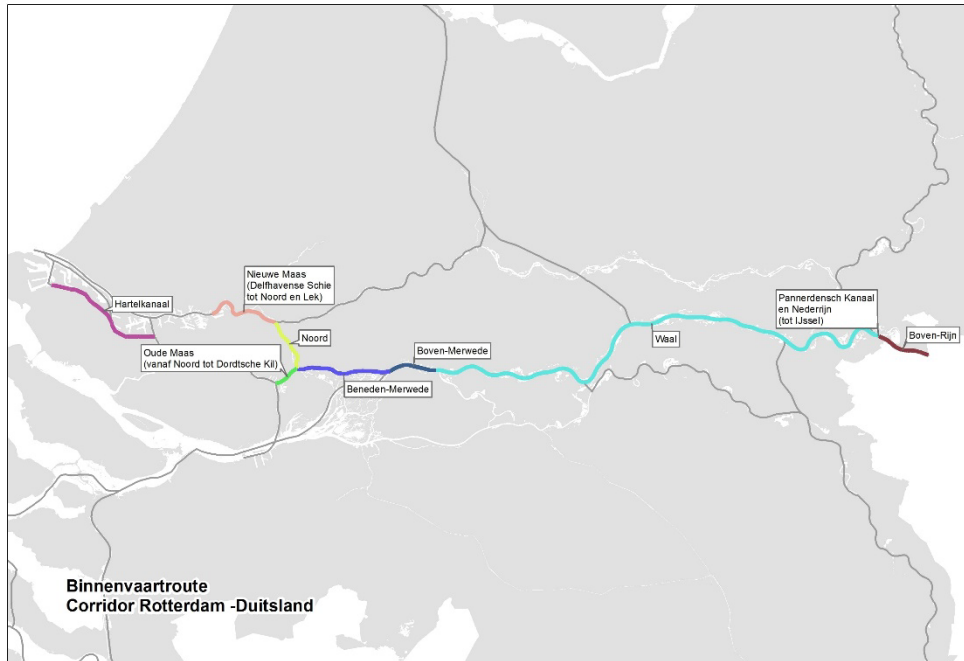 Nieuwe Maas
(Delfhavense Schie
tot Noord en Lek)
Hartelkanaal
Pannerdensch Kanaal
en Nederrijn
(tot IJssel)
Noord
Waal
Boven-Rijn
Oude Maas
(vanaf Noord tot Dordtsche Kil)
Boven-Merwede
Beneden-Merwede
Binnenvaartroute
Corridor Rotterdam -Duitsland